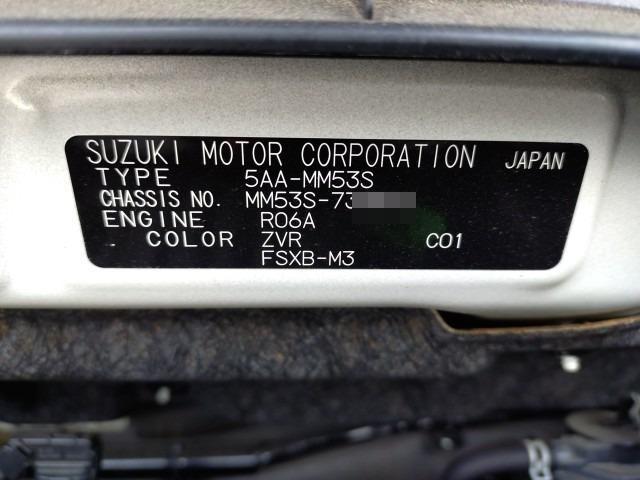 SUZUKI MOTOR CORPORATION JAPAN
TYPE 5AA-MM53S
CHASSIS NO. MM53S-73
ENGINE R06A
COLOR ZVR C01
FSXB-M3